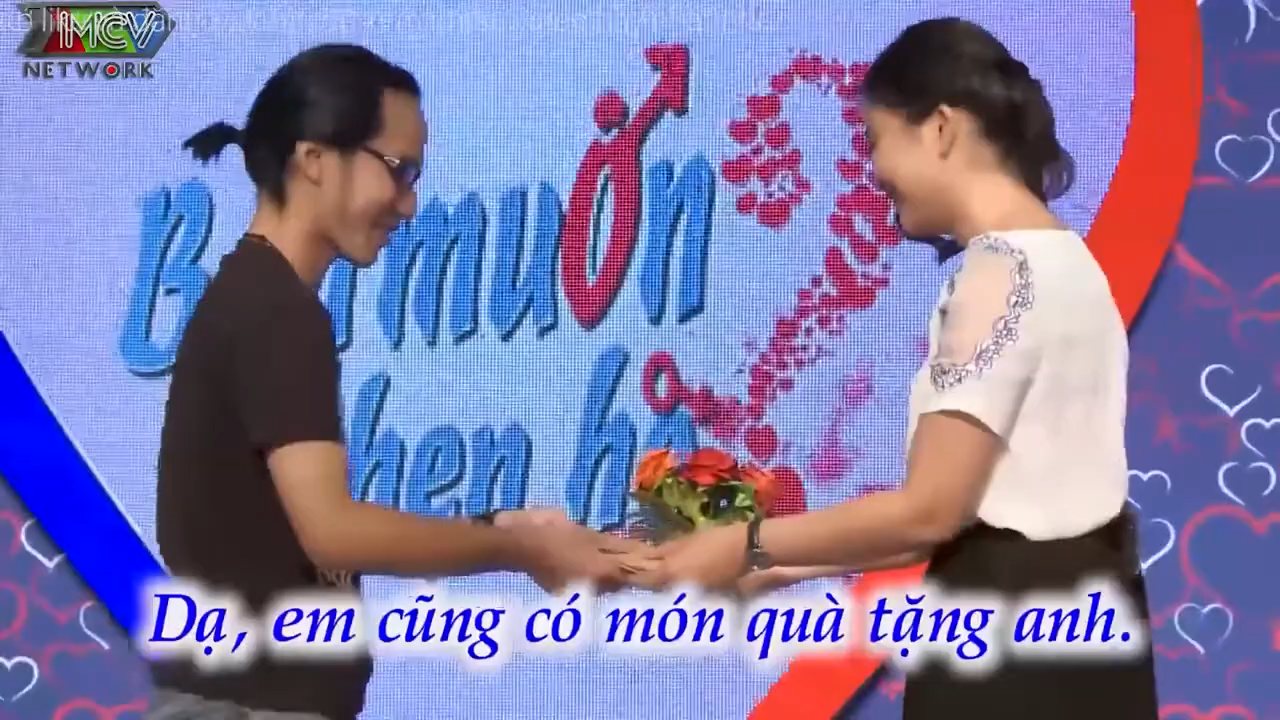 MCV
NETWORK
muốn
hẹn hò
Dạ, em cũng có món quà tặng anh.